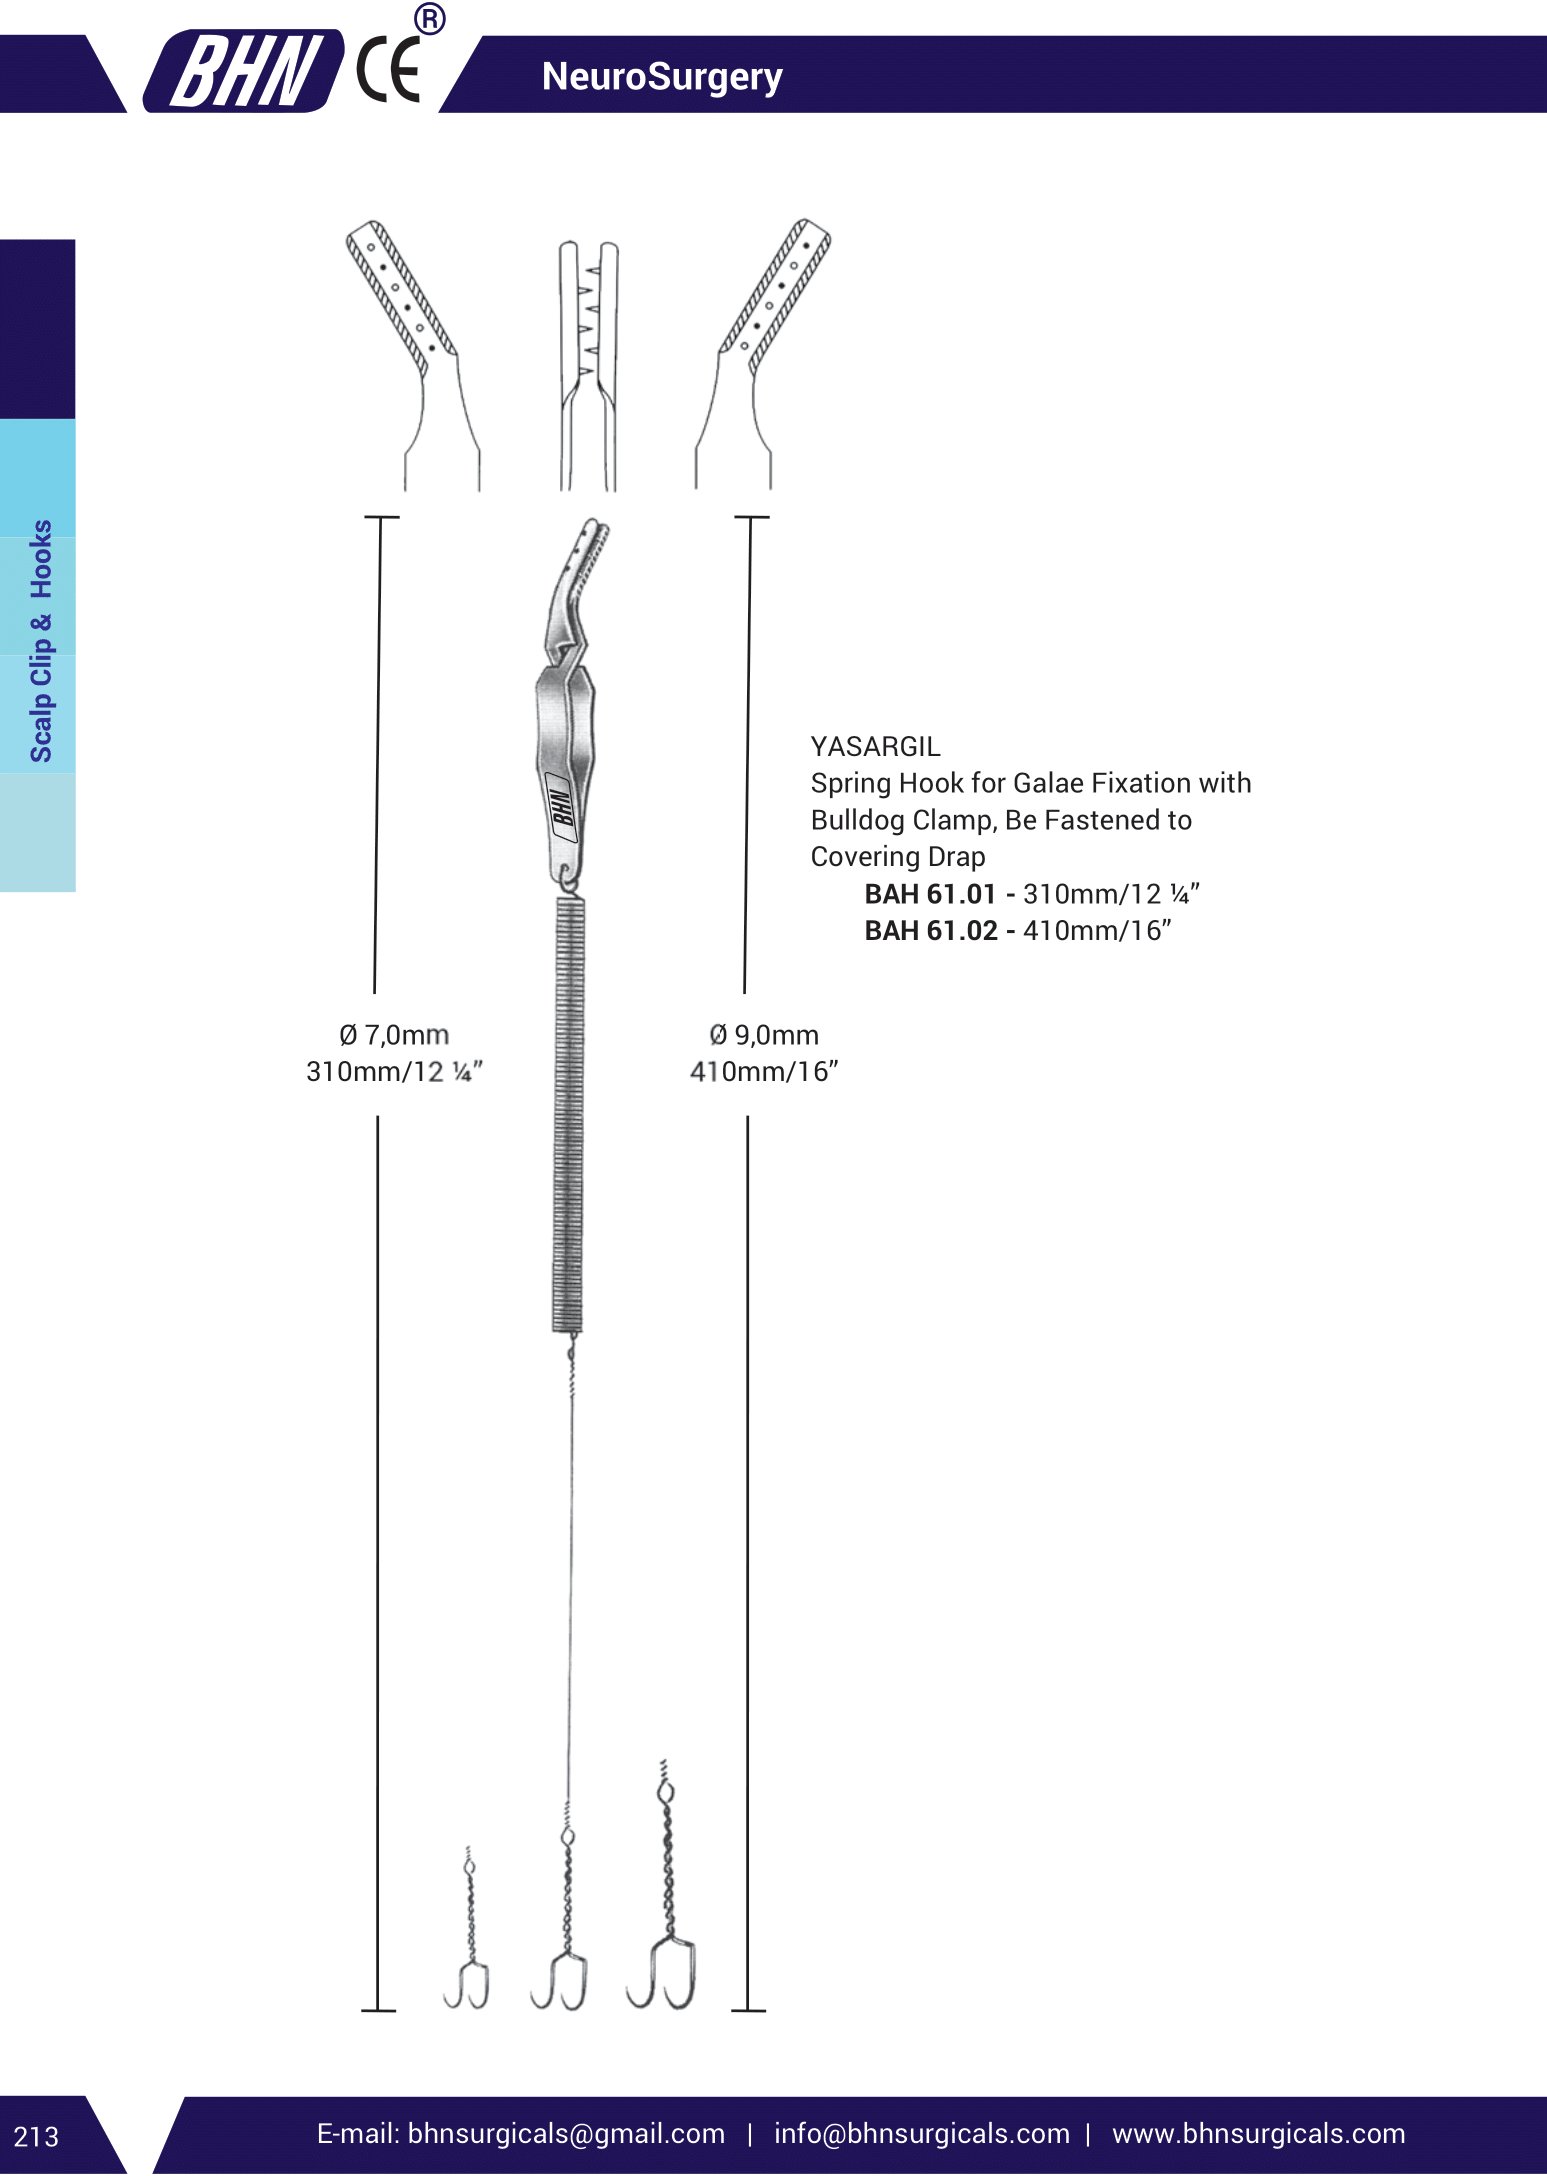 BHN CE ®
NeuroSurgery
Scalp Clip & Hooks
BHN
YASARGIL
Spring Hook for Galae Fixation with
Bulldog Clamp, Be Fastened to
Covering Drap
BAH 61.01 - 310mm/12 ¼”
BAH 61.02 - 410mm/16”
Ø 7,0mm
310mm/12 ¼”
Ø 9,0mm
410mm/16”
213
E-mail: bhnsurgicals@gmail.com | info@bhnsurgicals.com | www.bhnsurgicals.com